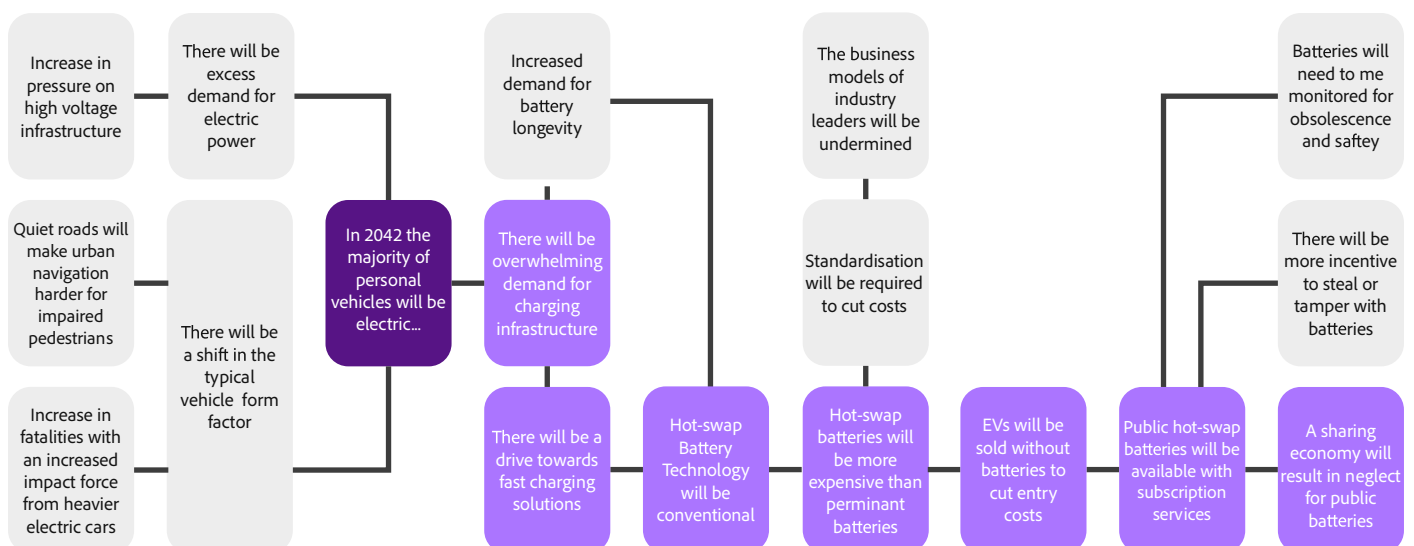 Increase in
pressure on
high voltage
infrastructure
There will be
excess
demand for
electric
power
Increased
demand for
battery
longevity
The business
models of
industry
leaders will be
undermined
Batteries will
need to me
monitored for
obsolescence
and saftey
Quiet roads will
make urban
navigation
harder for
impaired
pedestrians
There will be
a shift in the
typical
vehicle form
factor
In 2042 the
majority of
personal
vehicles will be
electric...
There will be
overwhelming
demand for
charging
infrastructure
Standardisation
will be required
to cut costs
There will be
more incentive
to steal or
tamper with
batteries
Increase in
fatalities with
an increased
impact force
from heavier
electric cars
There will be a
drive towards
fast charging
solutions
Hot-swap
Battery
Technology
will be
conventional
Hot-swap
batteries will
be more
expensive than
perminant
batteries
EVs will be
sold without
batteries to
cut entry
costs
Public hot-swap
batteries will be
available with
subscription
services
A sharing
economy will
result in neglect
for public
batteries